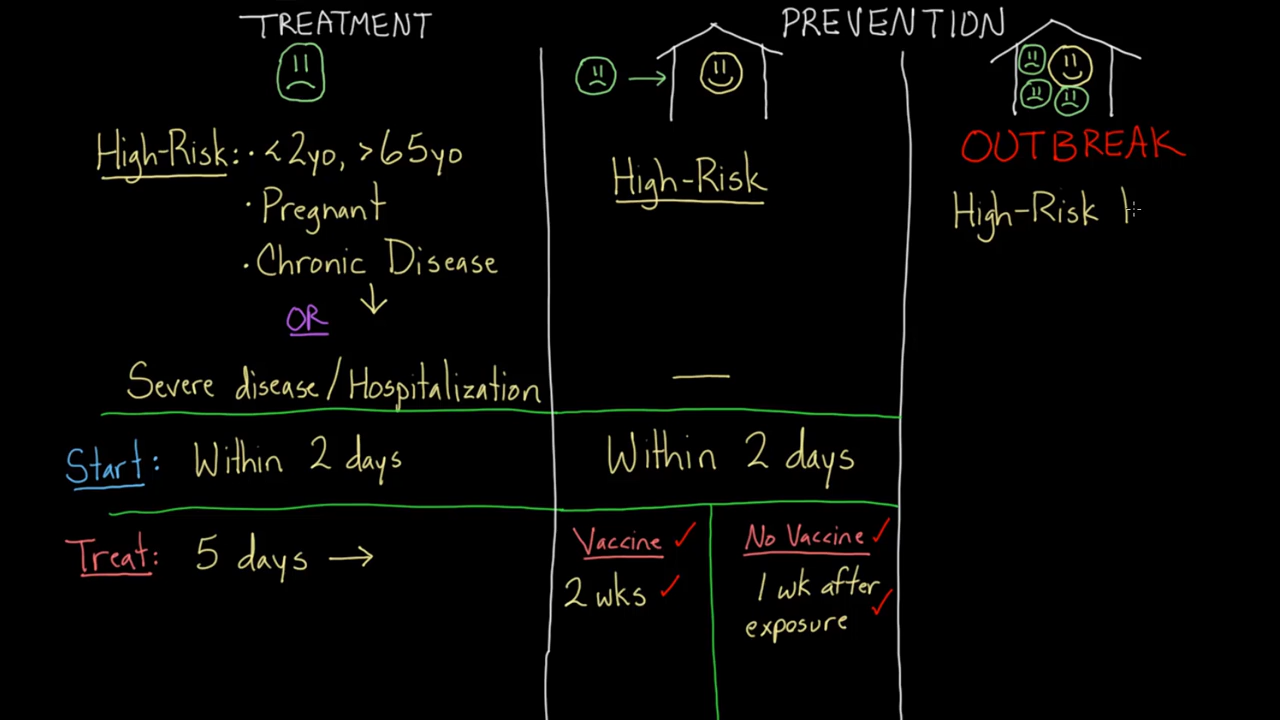 TREATMENT
PREVENTION
High-Risk: · <2yo, >65yo
· Pregnant
· Chronic Disease
OR
Severe disease/Hospitalization
Start: Within 2 days
Treat: 5 days →
High-Risk
—
Within 2 days
Vaccine ✓
2 wks ✓
No Vaccine ✓
1 wk after
exposure ✓
OUTBREAK
High-Risk